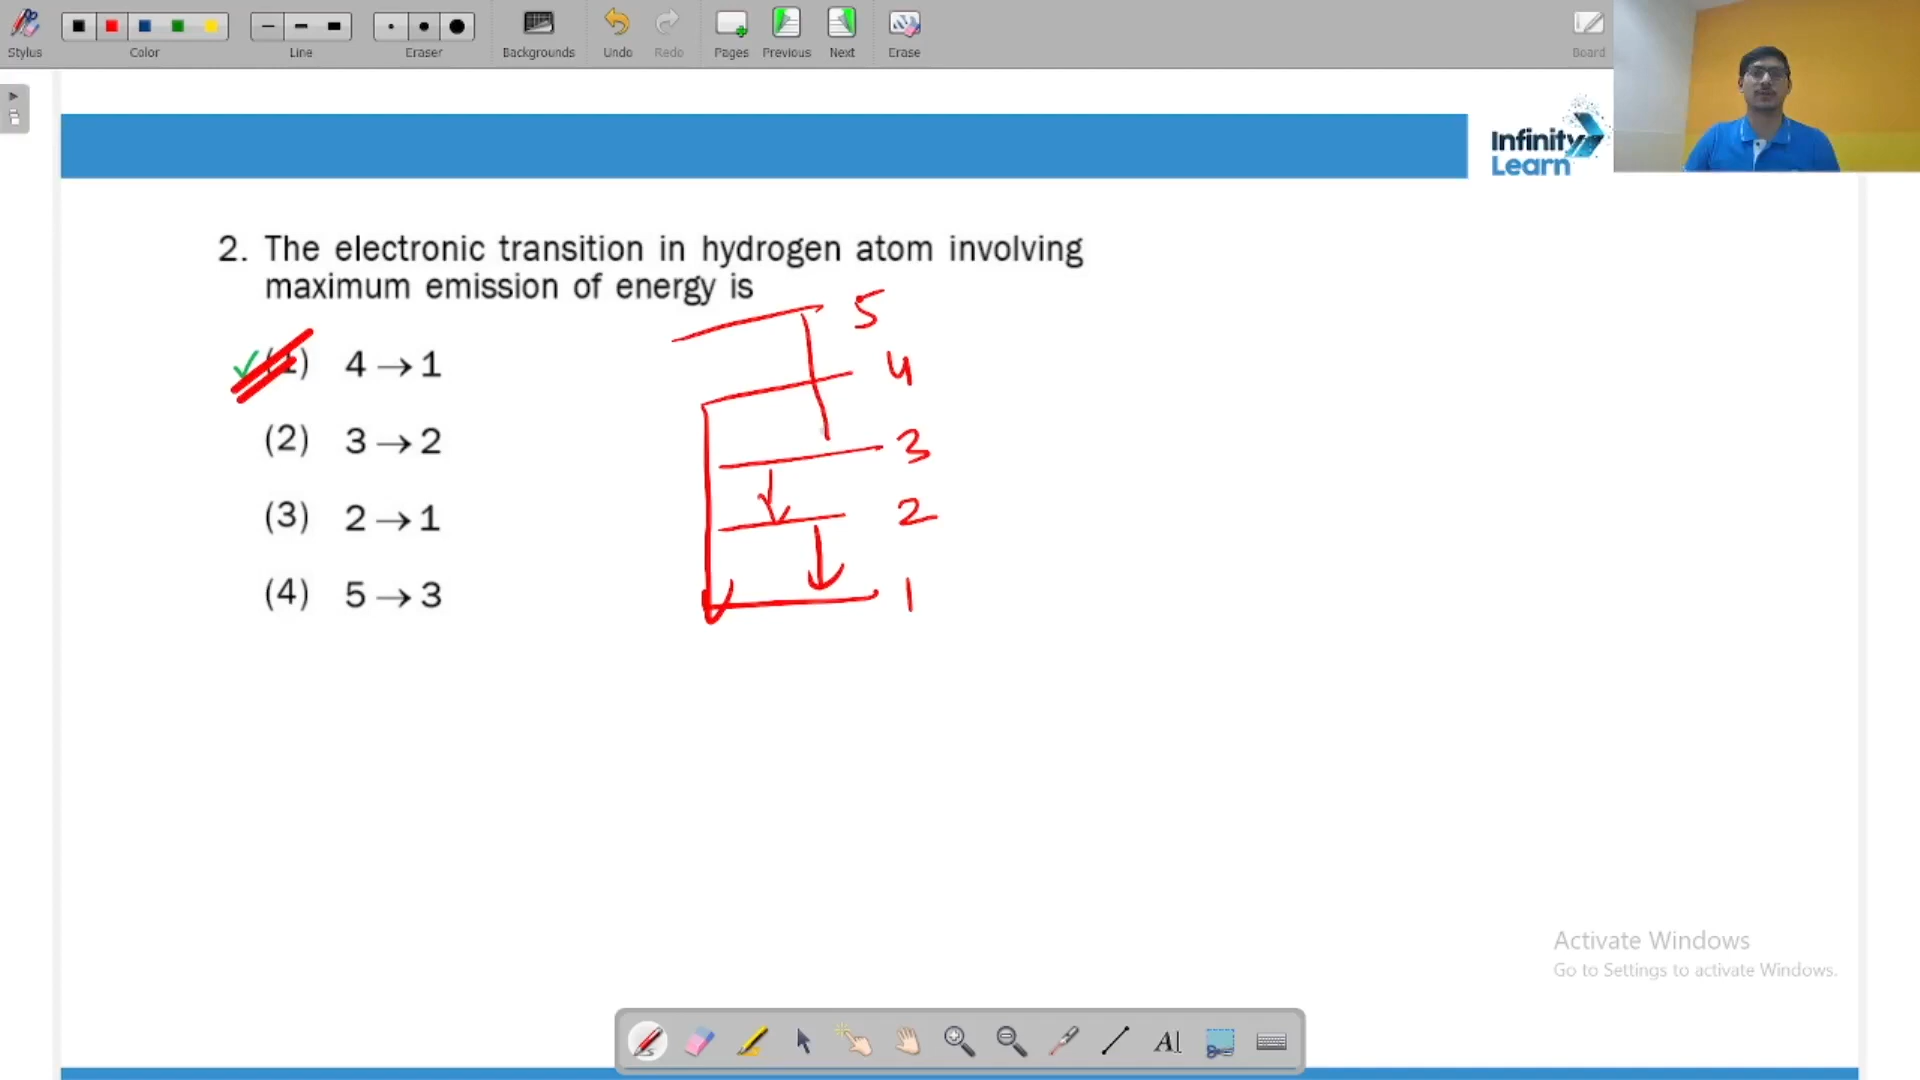 Stylus
Color
Line
Eraser
Backgrounds
Undo
Redo
Pages
Previous
Next
Erase
Board
Infinity
Learn
2. The electronic transition in hydrogen atom involving
maximum emission of energy is
(1) 4 → 1
(2) 3 → 2
(3) 2 → 1
(4) 5 → 3
5
4
3
2
1
Activate Windows
Go to Settings to activate Windows.
AI